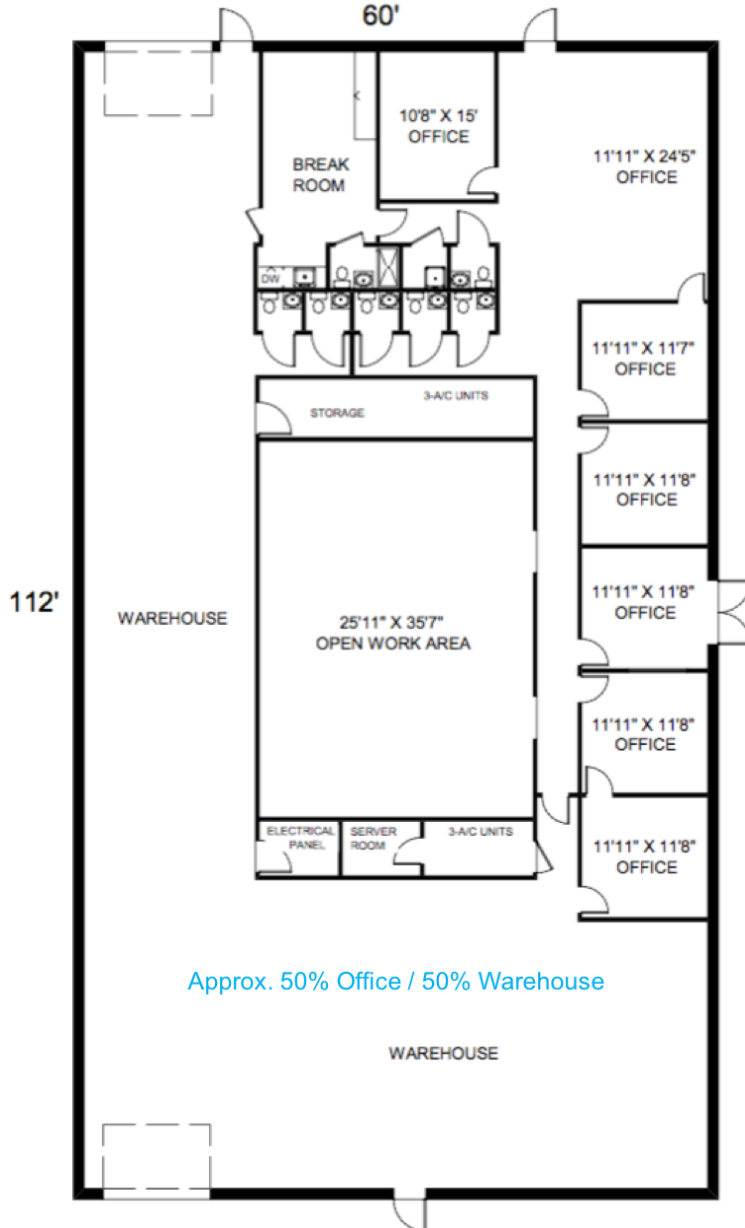 60'
10'8" X 15'
OFFICE
11'11" X 24'5"
OFFICE
BREAK
ROOM
DW
11'11" X 11'7"
OFFICE
3-A/C UNITS
STORAGE
11'11" X 11'8"
OFFICE
112'
WAREHOUSE
25'11" X 35'7"
OPEN WORK AREA
11'11" X 11'8"
OFFICE
11'11" X 11'8"
OFFICE
ELECTRICAL
PANEL
SERVER
ROOM
3-A/C UNITS
11'11" X 11'8"
OFFICE
Approx. 50% Office / 50% Warehouse
WAREHOUSE